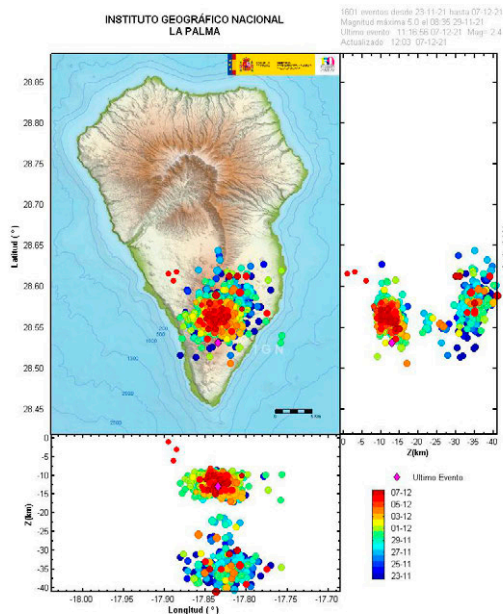 INSTITUTO GEOGRÁFICO NACIONAL
LA PALMA
1601 eventos desde 23-11-21 hasta 07-12-21
Magnitud máxima 5.0 el 08:35 29-11-21
Ultimo evento 11:16:56 07-12-21 Mag= 2.4
Actualizado 12:03 07-12-21
28.85
28.80
28.75
28.70
28.65
28.60
28.55
28.50
28.45
Latitud (°)
IGN
0 -5 -10 -15 -20 -25 -30 -35 -40
Z(km)
0
-5
-10
-15
-20
-25
-30
-35
-40
Z(km)
-18.00 -17.95 -17.90 -17.85 -17.80 -17.75 -17.70
Longitud (°)
Ultimo Evento
07-12
05-12
03-12
01-12
29-11
27-11
25-11
23-11